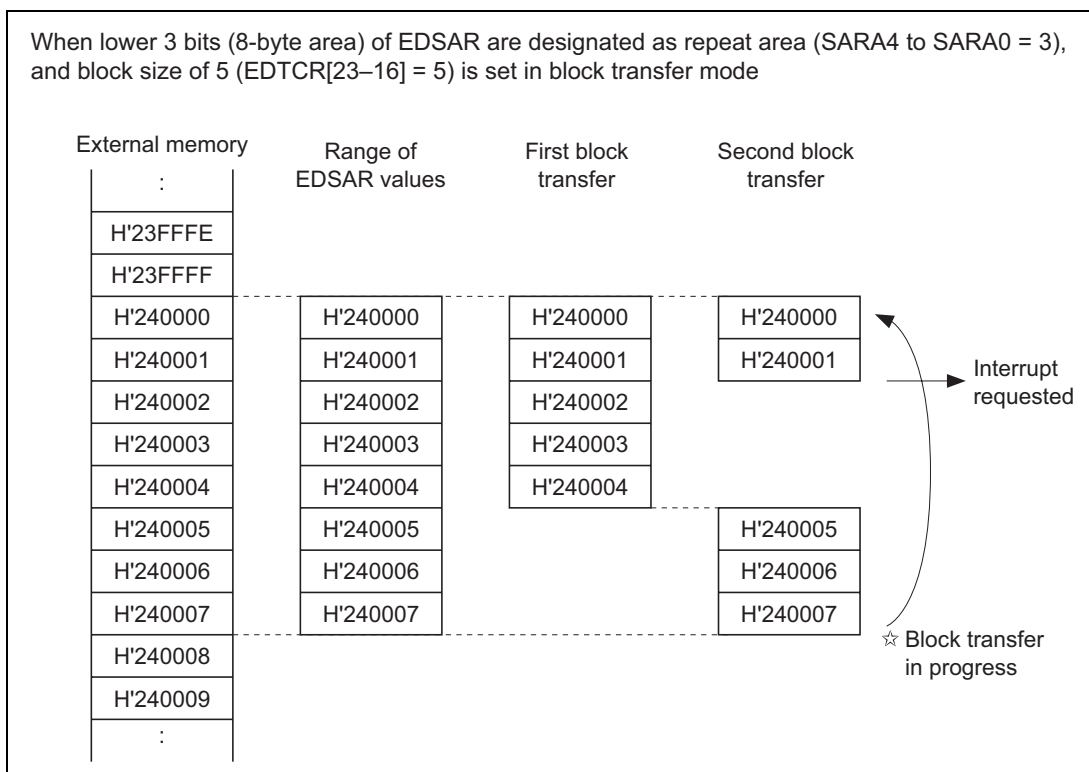 When lower 3 bits (8-byte area) of EDSAR are designated as repeat area (SARA4 to SARA0 = 3),
and block size of 5 (EDTCR[23–16] = 5) is set in block transfer mode
External memory
:
H'23FFFE
H'23FFFF
H'240000
H'240001
H'240002
H'240003
H'240004
H'240005
H'240006
H'240007
H'240008
H'240009
:
Range of
EDSAR values
H'240000
H'240001
H'240002
H'240003
H'240004
H'240005
H'240006
H'240007
First block
transfer
H'240000
H'240001
H'240002
H'240003
H'240004
Second block
transfer
H'240000
H'240001
H'240005
H'240006
H'240007
Interrupt
requested
☆ Block transfer
in progress